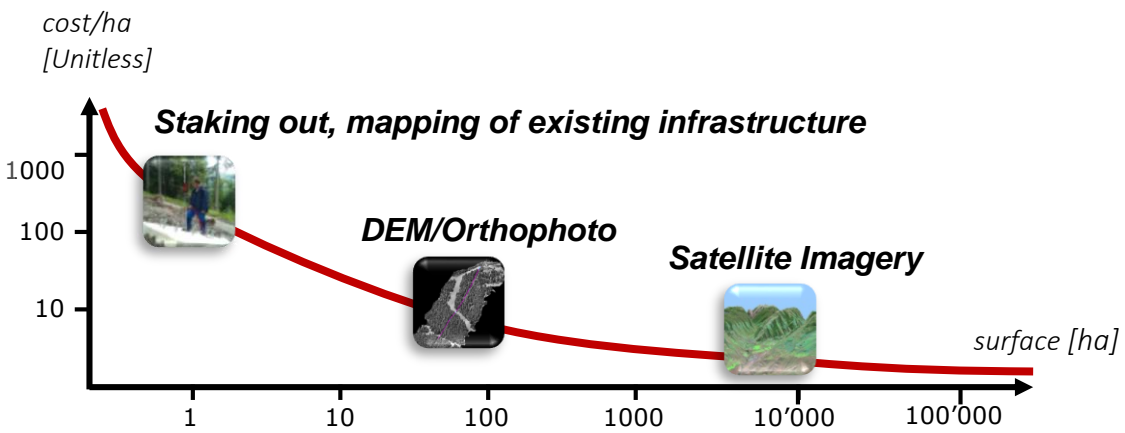 cost/ha
[Unitless]
Staking out, mapping of existing infrastructure
1000
DEM/Orthophoto
100
Satellite Imagery
10
surface [ha]
1 10 100 1000 10'000 100'000